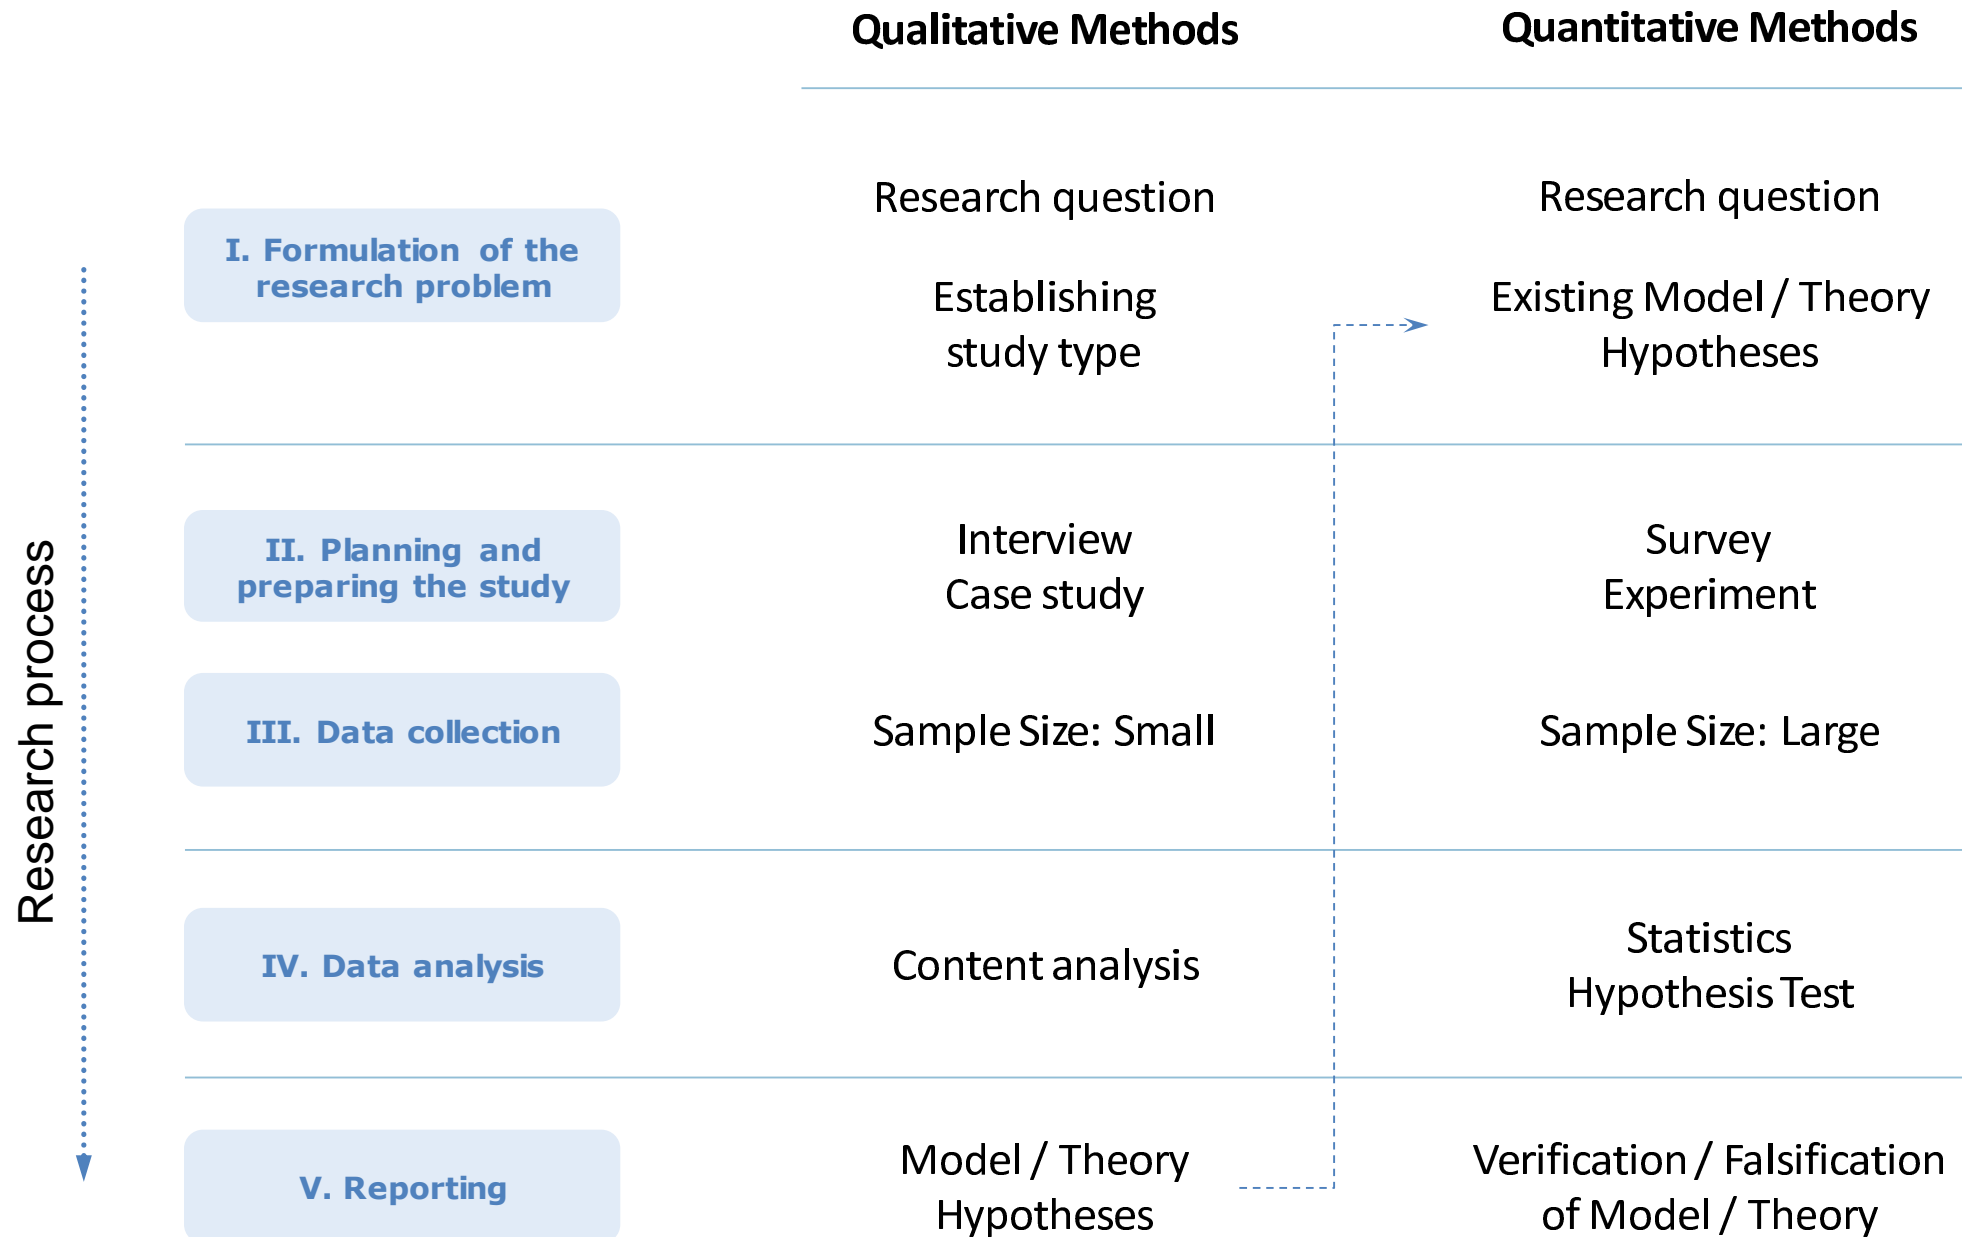 Qualitative Methods
Quantitative Methods
Research process
I. Formulation of the
research problem
Research question
Establishing
study type
Research question
Existing Model / Theory
Hypotheses
II. Planning and
preparing the study
Interview
Case study
Survey
Experiment
III. Data collection
Sample Size: Small
Sample Size: Large
IV. Data analysis
Content analysis
Statistics
Hypothesis Test
V. Reporting
Model / Theory
Hypotheses
Verification / Falsification
of Model / Theory